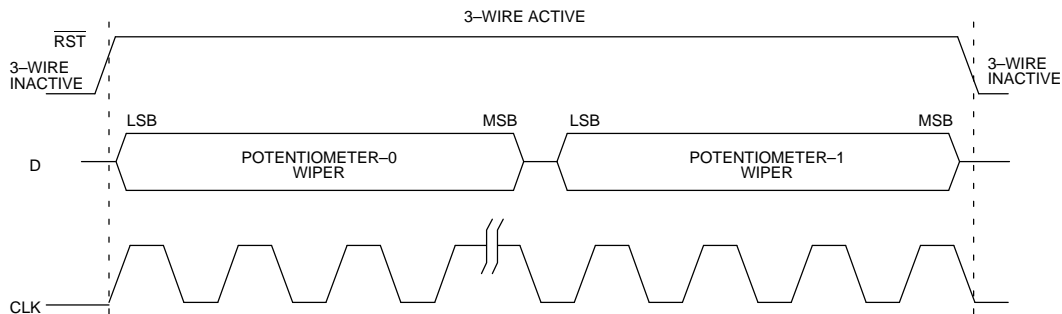 3–WIRE ACTIVE
RST
3–WIRE
INACTIVE
3–WIRE
INACTIVE
LSB
MSB
LSB
MSB
D
POTENTIOMETER–0
WIPER
POTENTIOMETER–1
WIPER
CLK